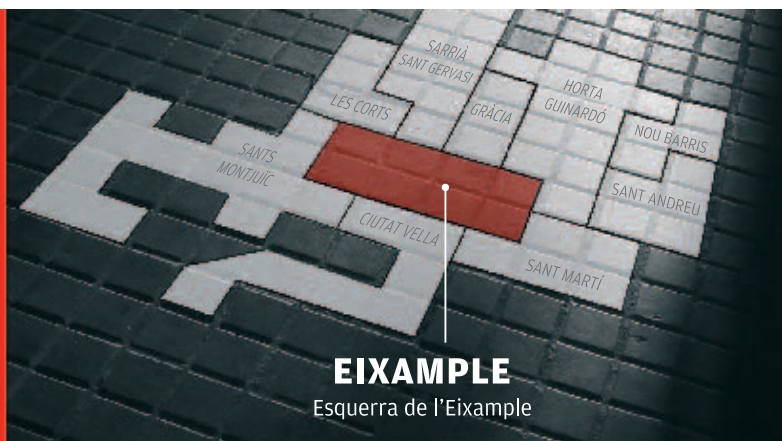 SARRIÀ
SANT GERVASI
LES CORTS
GRÀCIA
HORTA
GUINARDÓ
NOU BARRIS
SANTS
MONTJUÏC
SANT ANDREU
CIUTAT VELLA
SANT MARTÍ
EIXAMPLE
Esquerra de l'Eixample